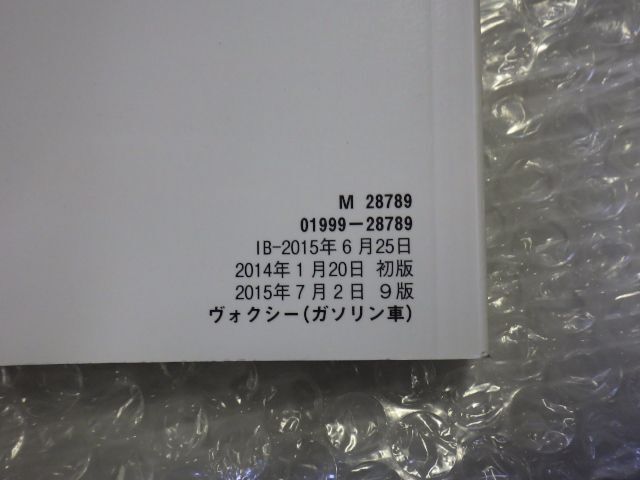 M 28789
01999−28789
IB-2015年6月25日
2014年1月20日 初版
2015年7月2日 9版
ヴォクシー(ガソリン車)